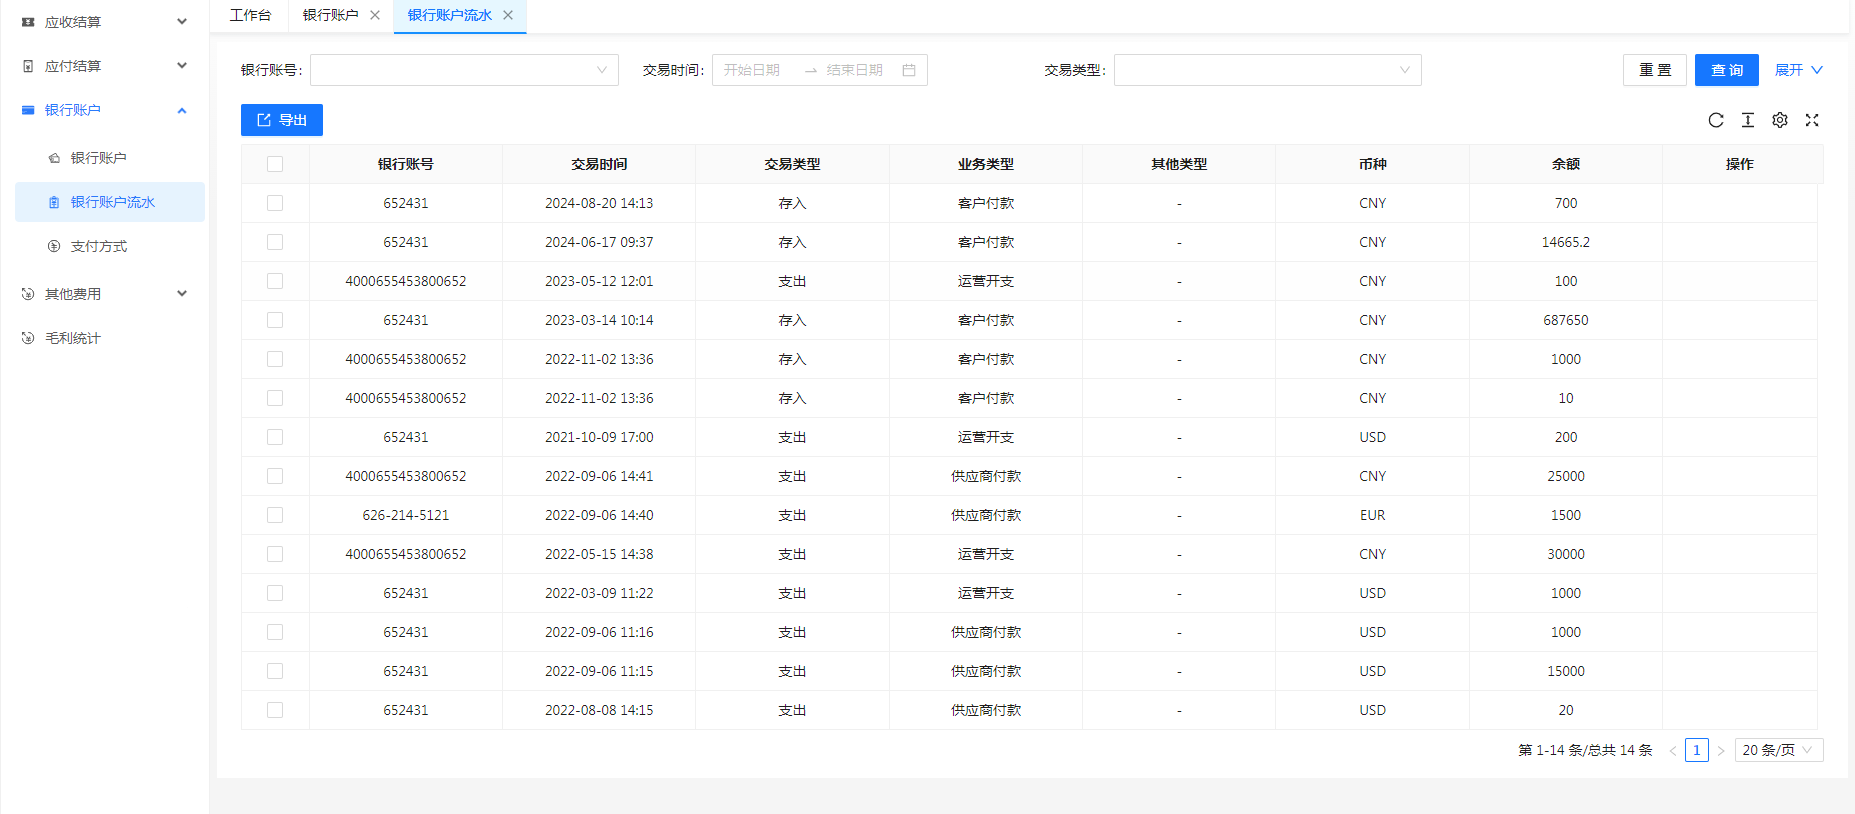 应收结算
应付结算
银行账户
银行账户
银行账户流水
支付方式
其他费用
毛利统计
工作台 银行账户 银行账户流水
银行账号: 交易时间: 开始日期 结束日期 交易类型: 重 置 查 询 展开
导出
银行账号 交易时间 交易类型 业务类型 其他类型 币种 余额 操作
652431 2024-08-20 14:13 存入 客户付款 - CNY 700
652431 2024-06-17 09:37 存入 客户付款 - CNY 14665.2
4000655453800652 2023-05-12 12:01 支出 运营开支 - CNY 100
652431 2023-03-14 10:14 存入 客户付款 - CNY 687650
4000655453800652 2022-11-02 13:36 存入 客户付款 - CNY 1000
4000655453800652 2022-11-02 13:36 存入 客户付款 - CNY 10
652431 2021-10-09 17:00 支出 运营开支 - USD 200
4000655453800652 2022-09-06 14:41 支出 供应商付款 - CNY 25000
626-214-5121 2022-09-06 14:40 支出 供应商付款 - EUR 1500
4000655453800652 2022-05-15 14:38 支出 运营开支 - CNY 30000
652431 2022-03-09 11:22 支出 运营开支 - USD 1000
652431 2022-09-06 11:16 支出 供应商付款 - USD 1000
652431 2022-09-06 11:15 支出 供应商付款 - USD 15000
652431 2022-08-08 14:15 支出 供应商付款 - USD 20
第 1-14 条/总共 14 条 1 20 条/页